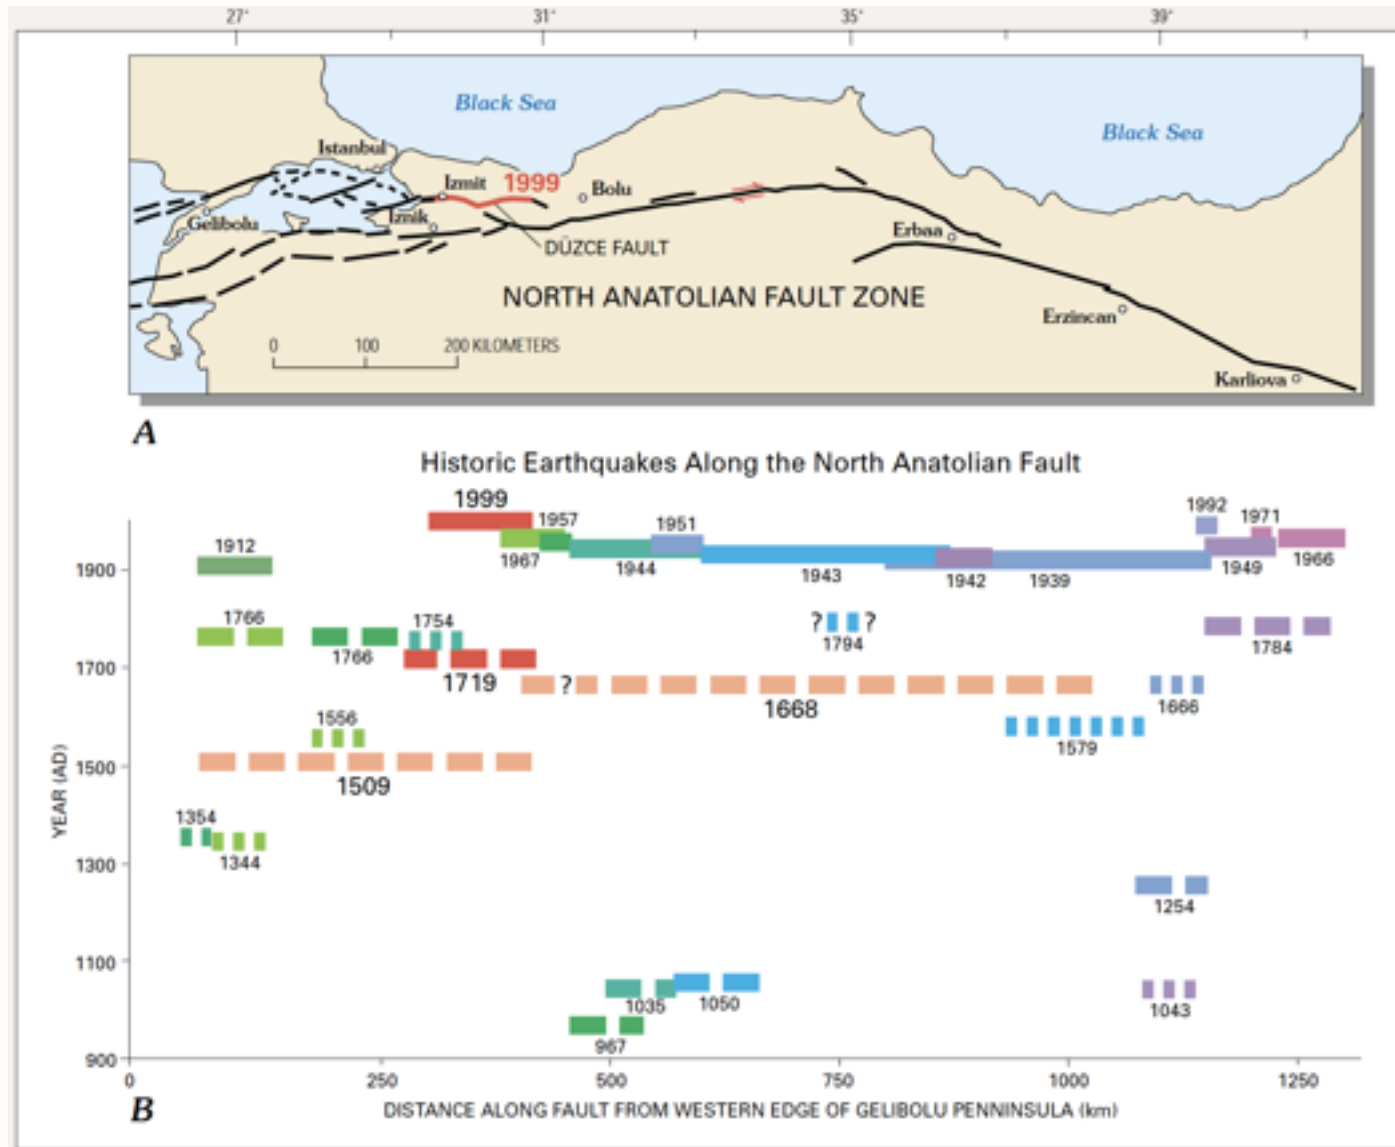 27°
31°
35°
39°
Black Sea
Black Sea
Istanbul
Izmit
1999
Bolu
Gelibolu
Iznik
DÜZCE FAULT
Erbaa
NORTH ANATOLIAN FAULT ZONE
Erzincan
0 100 200 KILOMETERS
Karliova
A
Historic Earthquakes Along the North Anatolian Fault
1999
1992
1957
1951
1971
1912
1967
1944
1943
1942
1939
1949
1966
1900
1766
1754
? ?
1794
1766
1784
1700
1719
?
1668
1666
1556
1579
1500
1509
YEAR (AD)
1354
1344
1300
1254
1100
1035
1050
1043
967
900
0 250 500 750 1000 1250
B
DISTANCE ALONG FAULT FROM WESTERN EDGE OF GELIBOLU PENNINSULA (km)